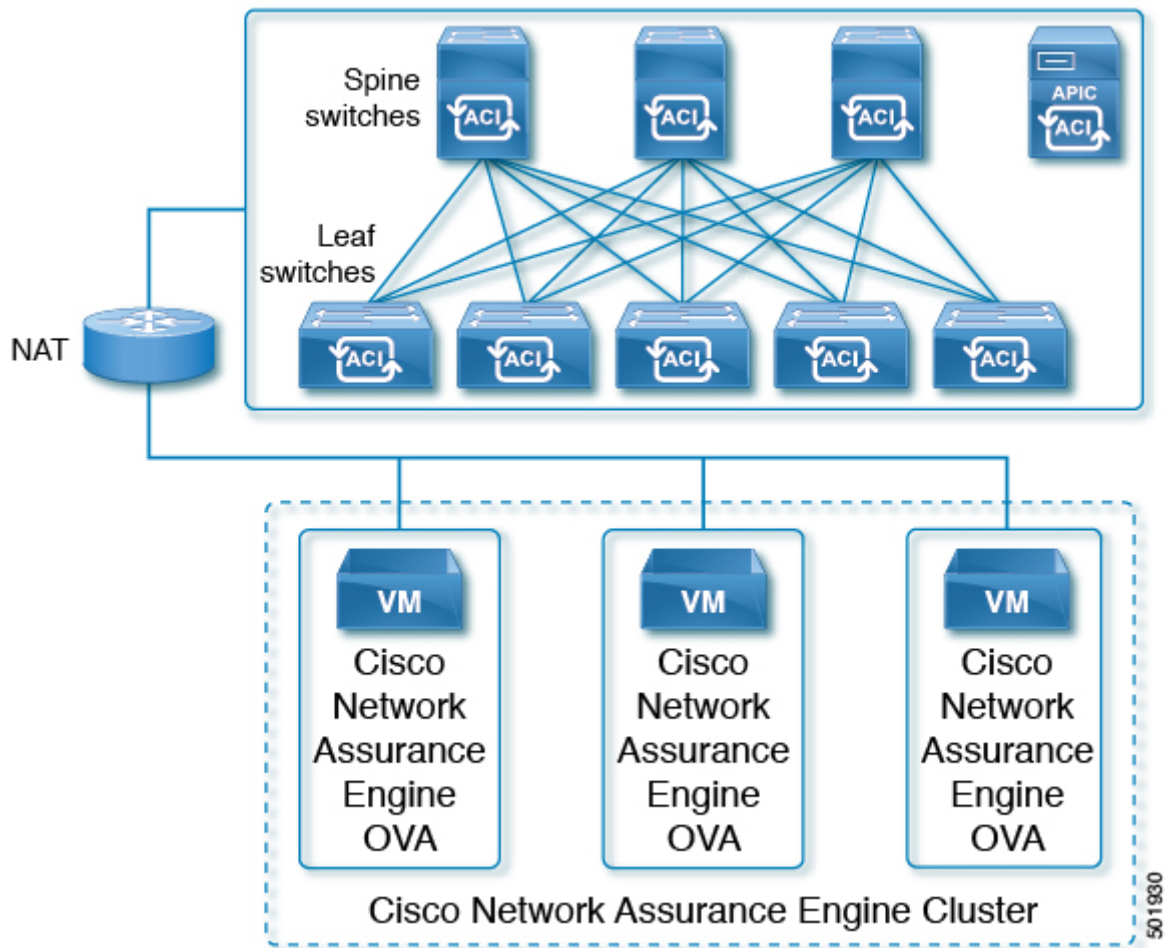 Spine
switches
ACI
ACI
ACI
APIC
ACI
Leaf
switches
NAT
ACI
ACI
ACI
ACI
ACI
VM
Cisco
Network
Assurance
Engine
OVA
VM
Cisco
Network
Assurance
Engine
OVA
VM
Cisco
Network
Assurance
Engine
OVA
Cisco Network Assurance Engine Cluster
501930